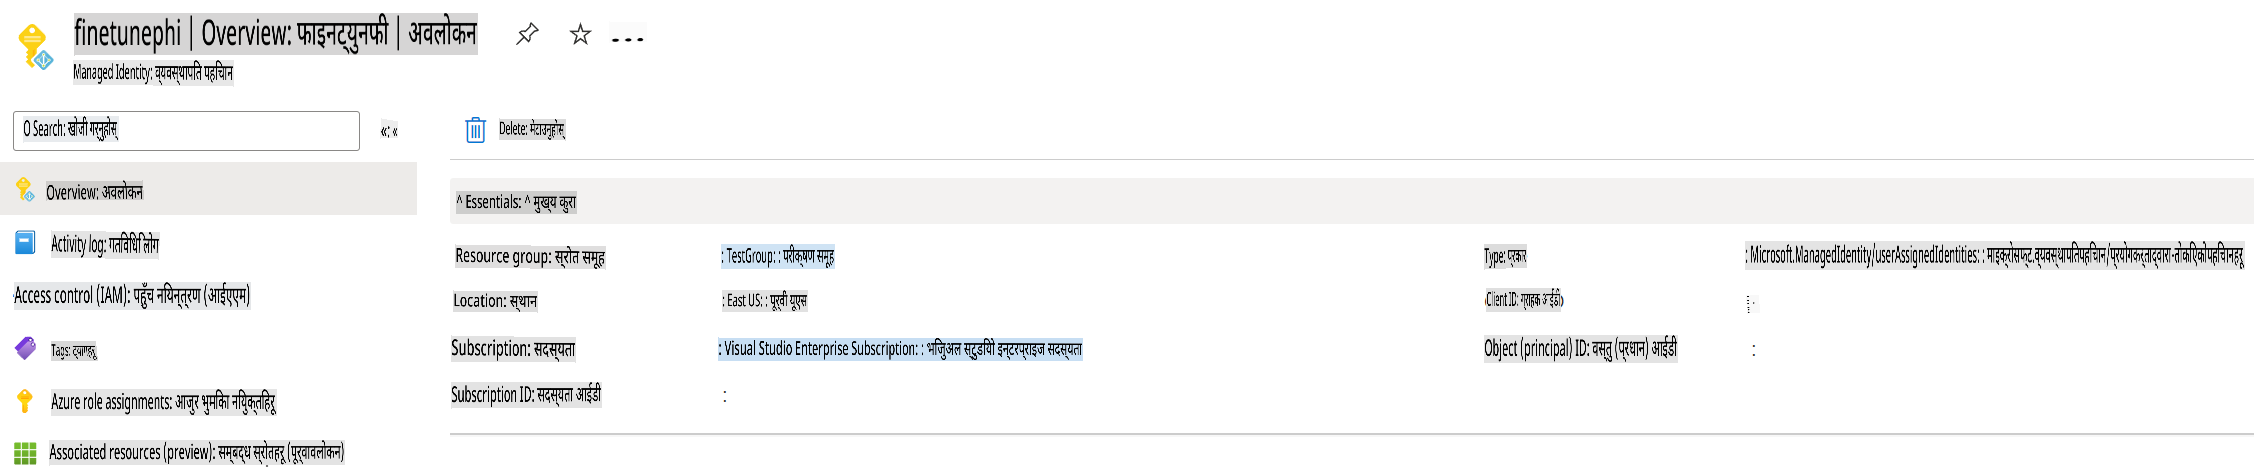 finetunephi | Overview: फाइनट्युनफी | अवलोकन
Managed Identity: व्यवस्थापित पहिचान
O Search: खोजी गर्नुहोस्
«: «
Delete: मेटाउनुहोस्
Overview: अवलोकन
^ Essentials: ^ मुख्य कुरा
Activity log: गतिविधि लोग
Resource group: स्रोत समूह
: TestGroup: : परीक्षण समूह
Type: प्रकार
: Microsoft.ManagedIdentity/userAssignedIdentities: : माइक्रोसफ्ट.व्यवस्थापितपहिचान/प्रयोगकर्ताद्वारा-तोकिएकोपहिचानहरू
Access control (IAM): पहुँच नियन्त्रण (आईएएम)
Location: स्थान
: East US: : पूर्वी यूएस
Client ID: ग्राहक आईडी
Tags: ट्यागहरू
Subscription: सदस्यता
: Visual Studio Enterprise Subscription: : भिजुअल स्टुडियो इन्टरप्राइज सदस्यता
Object (principal) ID: वस्तु (प्रधान) आईडी
:
Azure role assignments: आजुर भुमिका नियुक्तिहरू
Subscription ID: सदस्यता आईडी
:
Associated resources (preview): सम्बद्ध स्रोतहरू (पूर्वावलोकन)